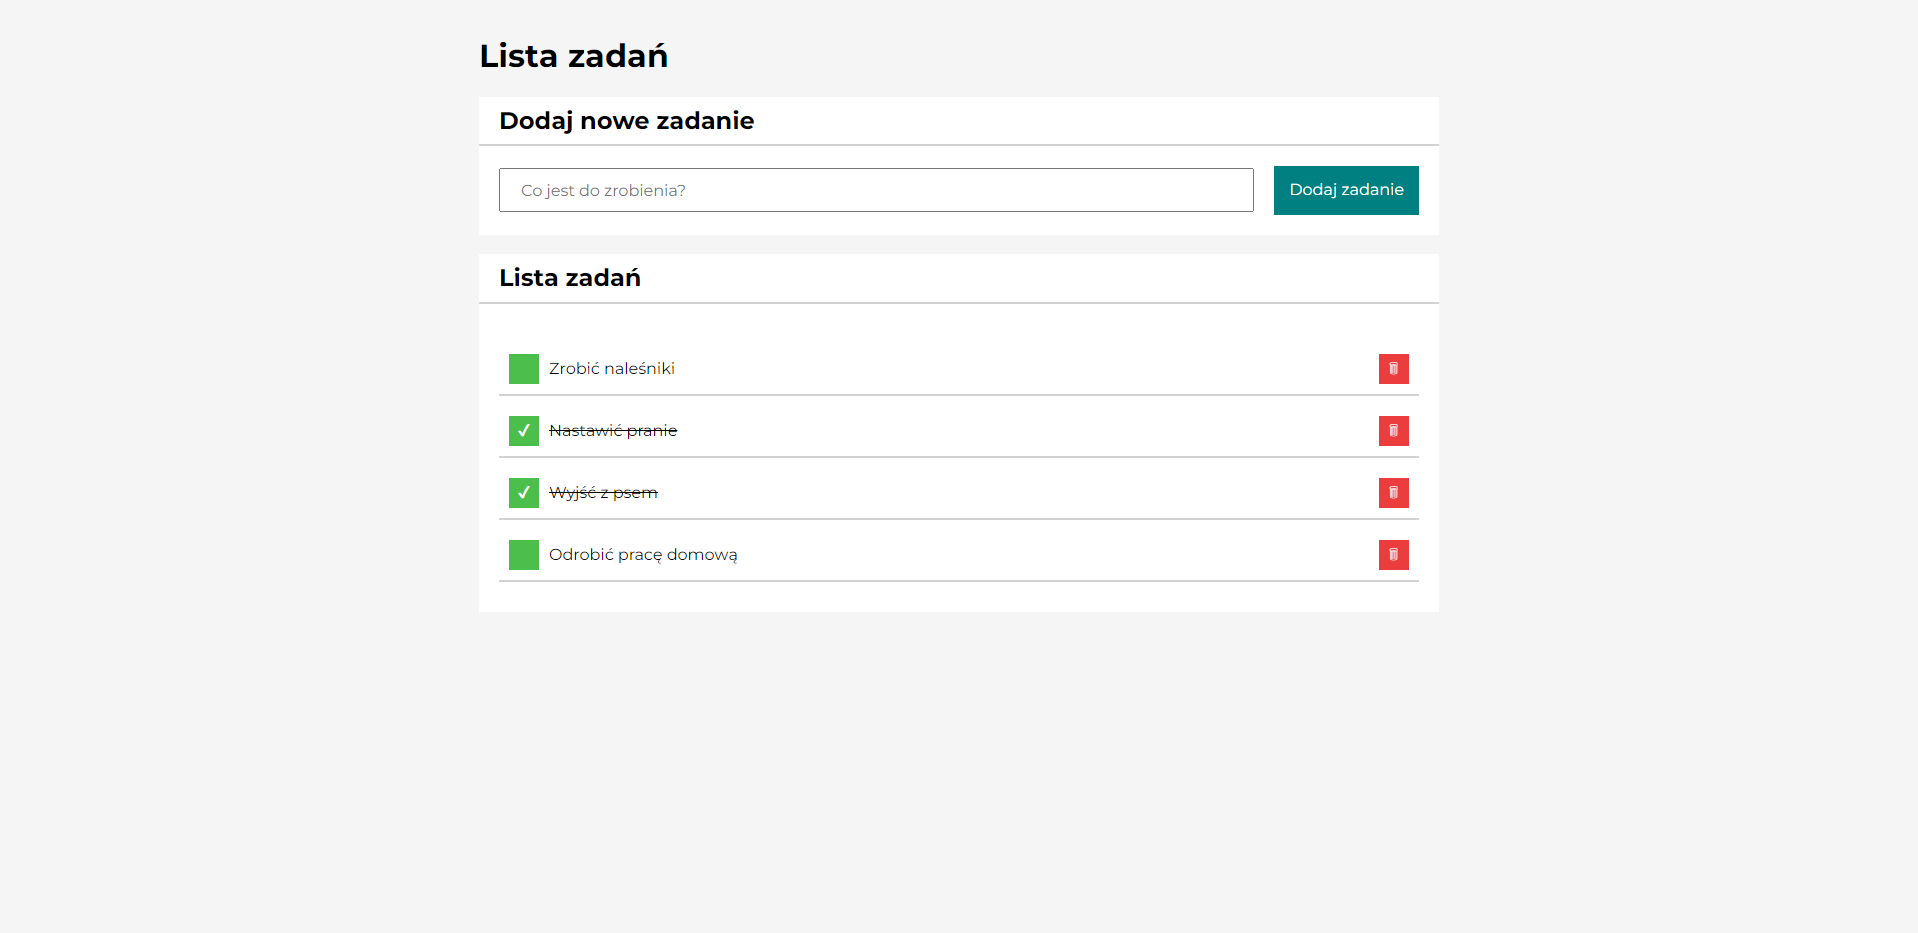 Lista zadań
Dodaj nowe zadanie
Co jest do zrobienia?
Dodaj zadanie
Lista zadań
Zrobić naleśniki
Nastawić pranie
Wyjść z psem
Odrobić pracę domową